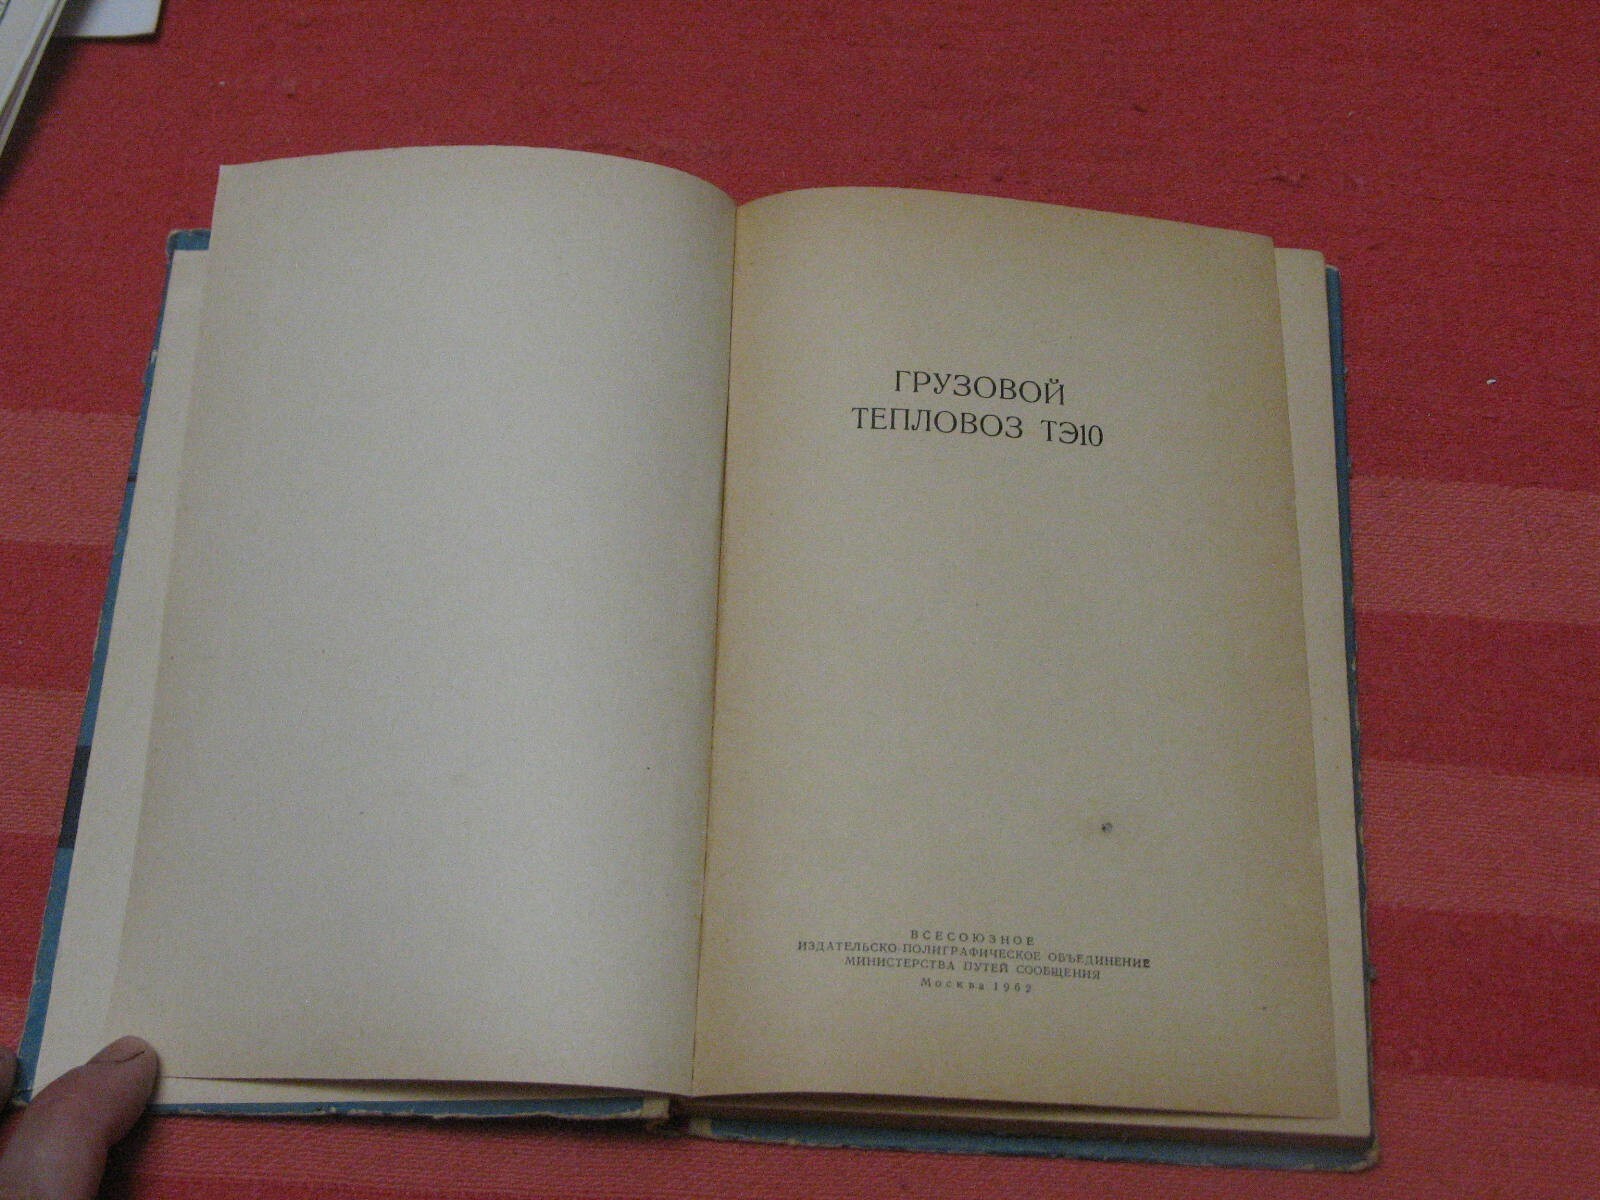 ГРУЗОВОЙ
ТЕПЛОВОЗ ТЭ10
ВСЕСОЮЗНОЕ
ИЗДАТЕЛЬСКО-ПОЛИГРАФИЧЕСКОЕ ОБЪЕДИНЕНИЕ
МИНИСТЕРСТВА ПУТЕЙ СООБЩЕНИЯ
Москва 1962